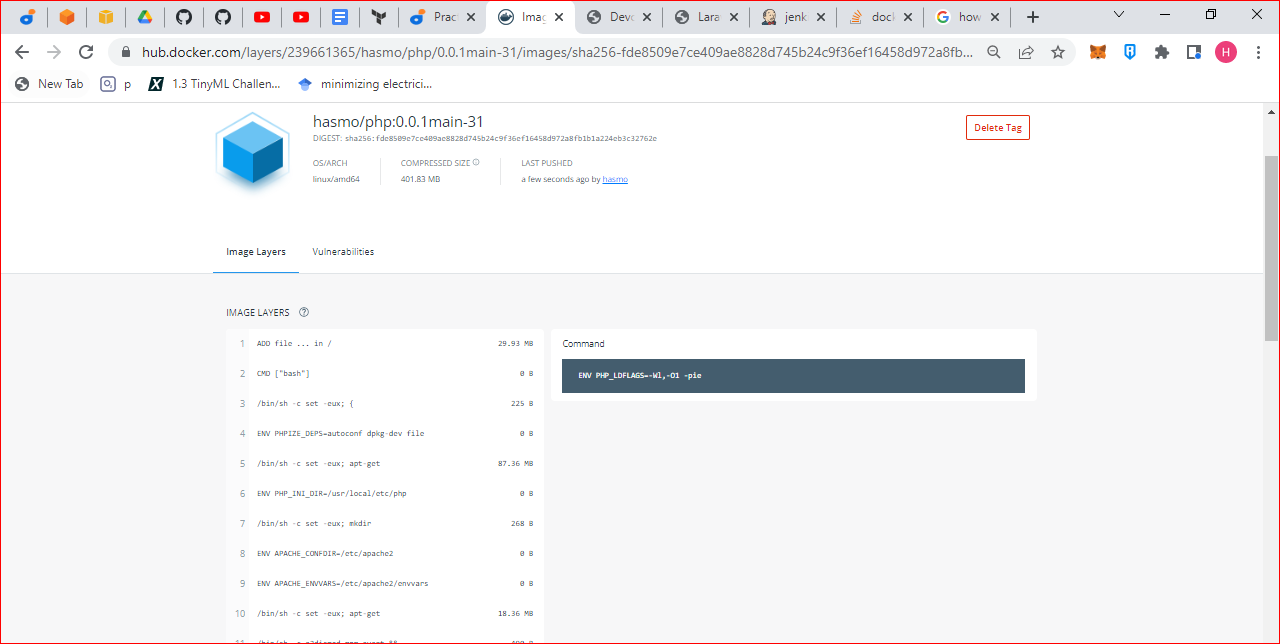 Prac
Imag
Devo
Lara
jenk
dock
how
hub.docker.com/layers/239661365/hasmo/php/0.0.1main-31/images/sha256-fde8509e7ce409ae8828d745b24c9f36ef16458d972a8fb...
H
New Tab
p
1.3 TinyML Challen...
minimizing electrici...
hasmo/php:0.0.1main-31
Delete Tag
DIGEST: sha256:fde8509e7ce409ae8828d745b24c9f36ef16458d972a8fb1b1a224eb3c32762e
OS/ARCH
COMPRESSED SIZE
LAST PUSHED
linux/amd64
401.83 MB
a few seconds ago by hasmo
Image Layers
Vulnerabilities
IMAGE LAYERS
1 ADD file ... in / 29.93 MB
2 CMD ["bash"] 0 B
3 /bin/sh -c set -eux; { 225 B
4 ENV PHPIZE_DEPS=autoconf dpkg-dev file 0 B
5 /bin/sh -c set -eux; apt-get 87.36 MB
6 ENV PHP_INI_DIR=/usr/local/etc/php 0 B
7 /bin/sh -c set -eux; mkdir 268 B
8 ENV APACHE_CONFDIR=/etc/apache2 0 B
9 ENV APACHE_ENVVARS=/etc/apache2/envvars 0 B
10 /bin/sh -c set -eux; apt-get 18.36 MB
Command
ENV PHP_LDFLAGS=-Wl,-O1 -pie